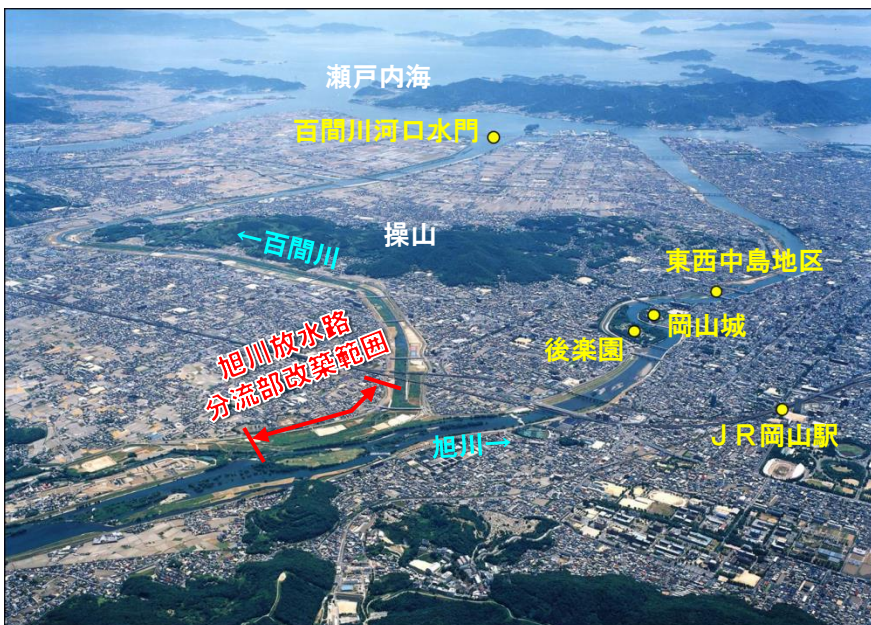 瀬戸内海
百間川河口水門
操山
←百間川
東西中島地区
岡山城
後楽園
旭川放水路
分流部改築範囲
JR岡山駅
旭川→